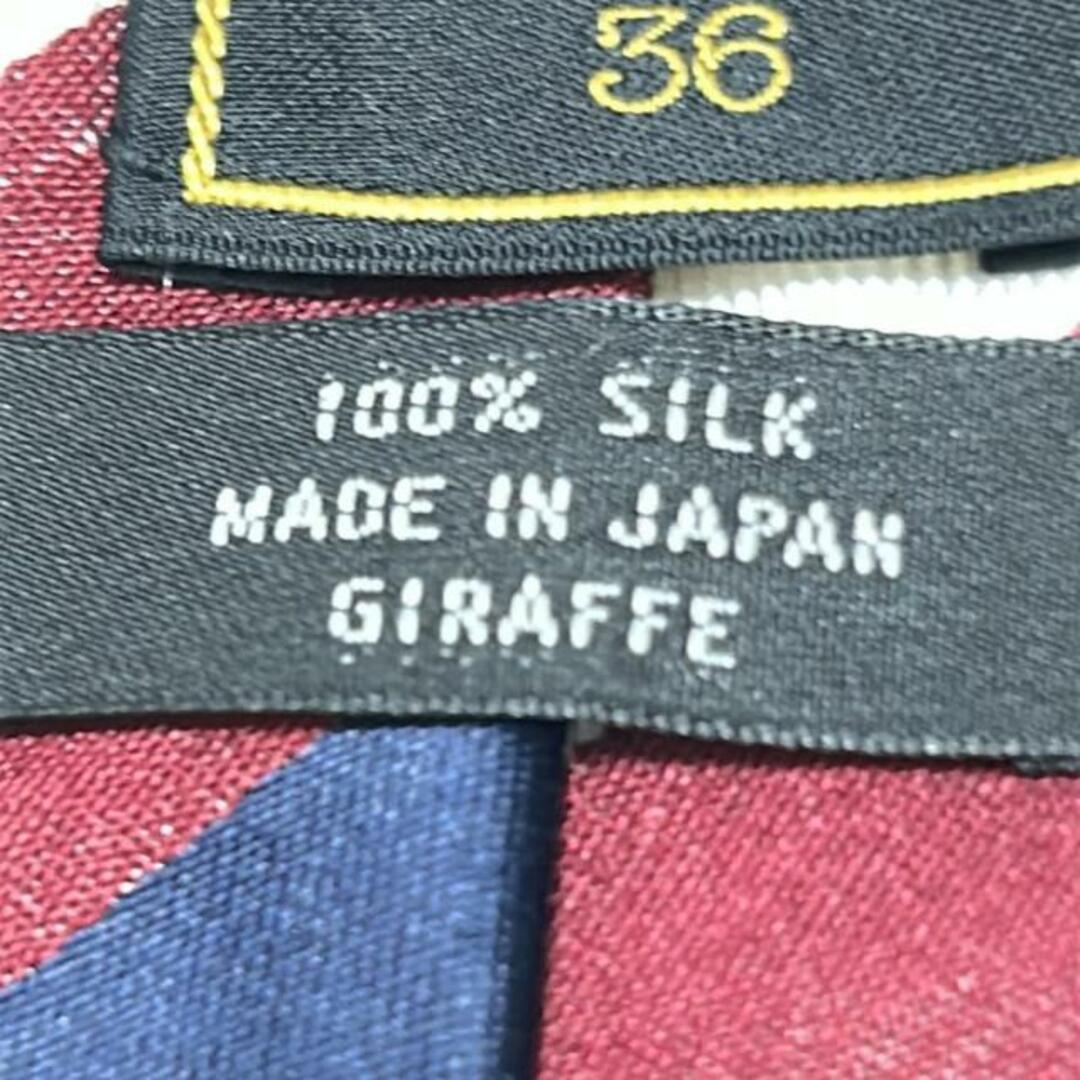 36
100% SILK
MADE IN JAPAN
GIRAFFE